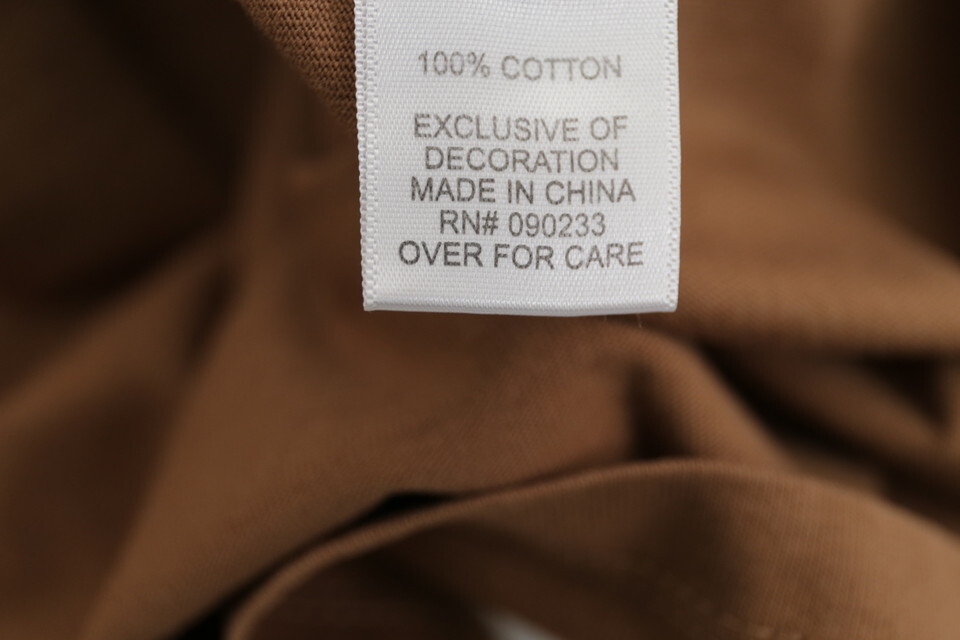 100% COTTON
EXCLUSIVE OF
DECORATION
MADE IN CHINA
RN# 090233
OVER FOR CARE